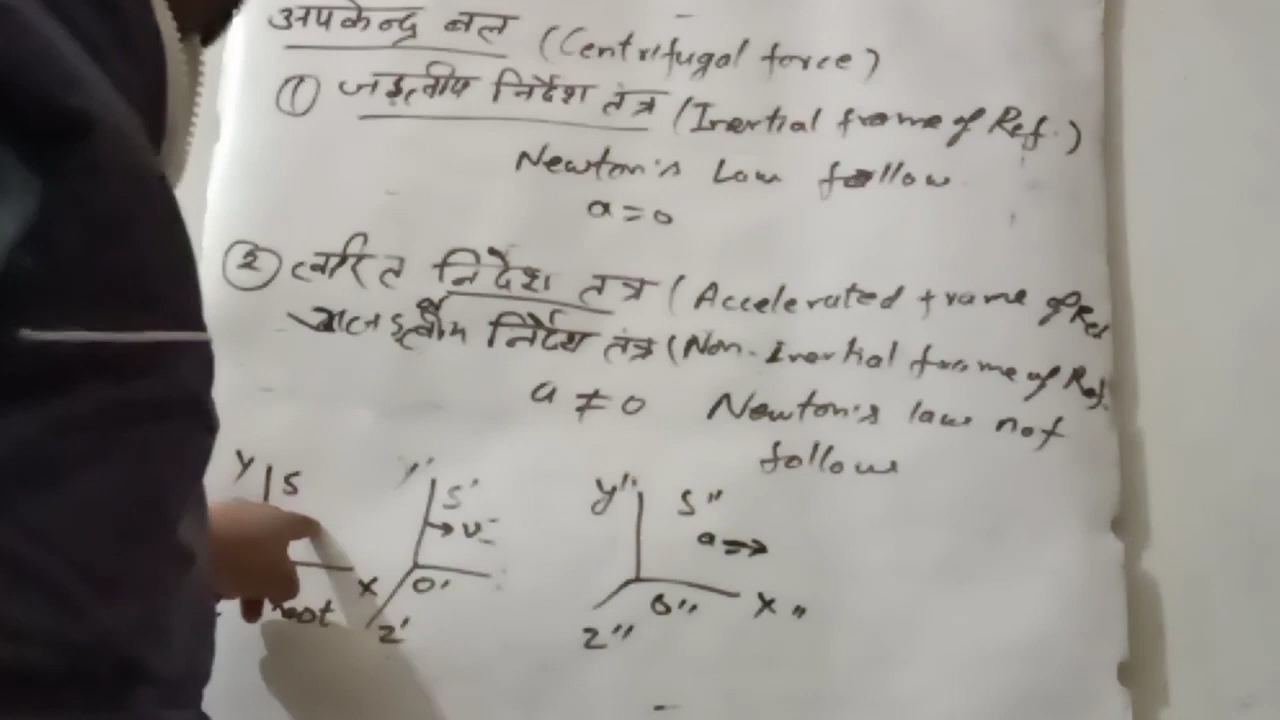 अपकेन्द्र बल (Centrifugal force)
① जड़त्वीय निर्देश तंत्र (Inertial frame of Ref.)
Newton's Law follow
a = 0
② त्वरित निर्देश तंत्र (Accelerated frame of Ref
अजड़त्वीय निर्देश तंत्र (Non-Inertial frame of Ref.
a ≠ 0 Newton's law not
follow
Y S
Y' S'
→ v
X O'
Z'
Y" S"
a →
O" X"
Z"